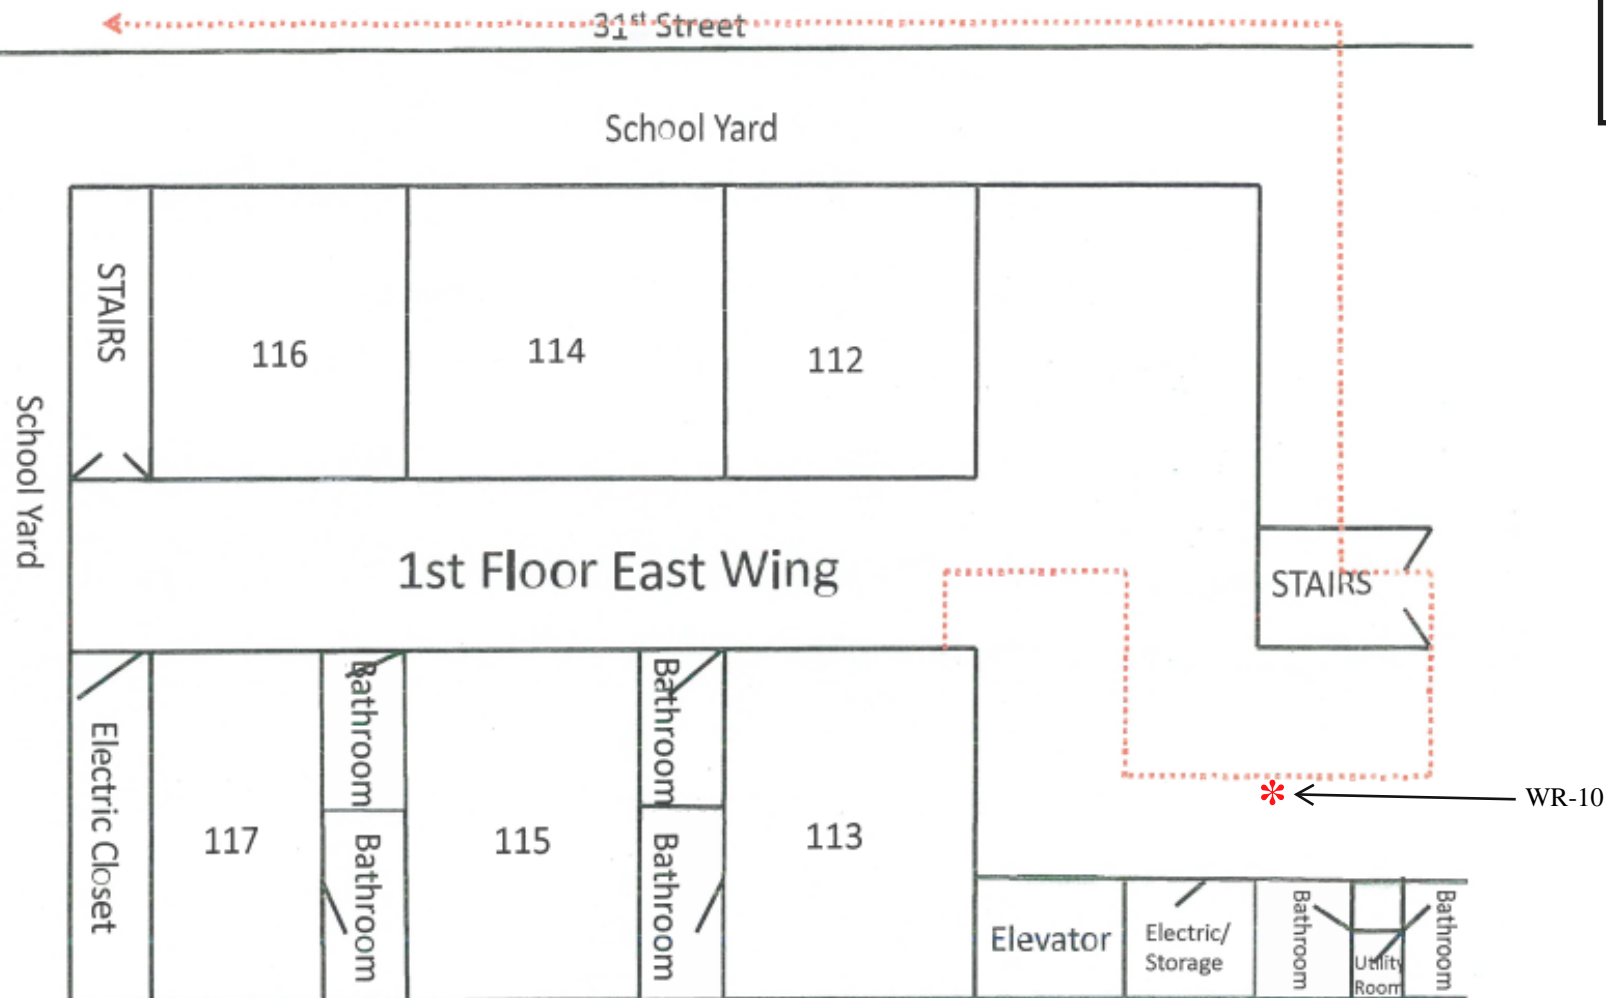 31st Street
School Yard
STAIRS
116
114
112
School Yard
1st Floor East Wing
STAIRS
Electric Closet
117
Bathroom
Bathroom
115
Bathroom
Bathroom
113
*
WR-10
Elevator
Electric/
Storage
Bathroom
Utility
Room
Bathroom